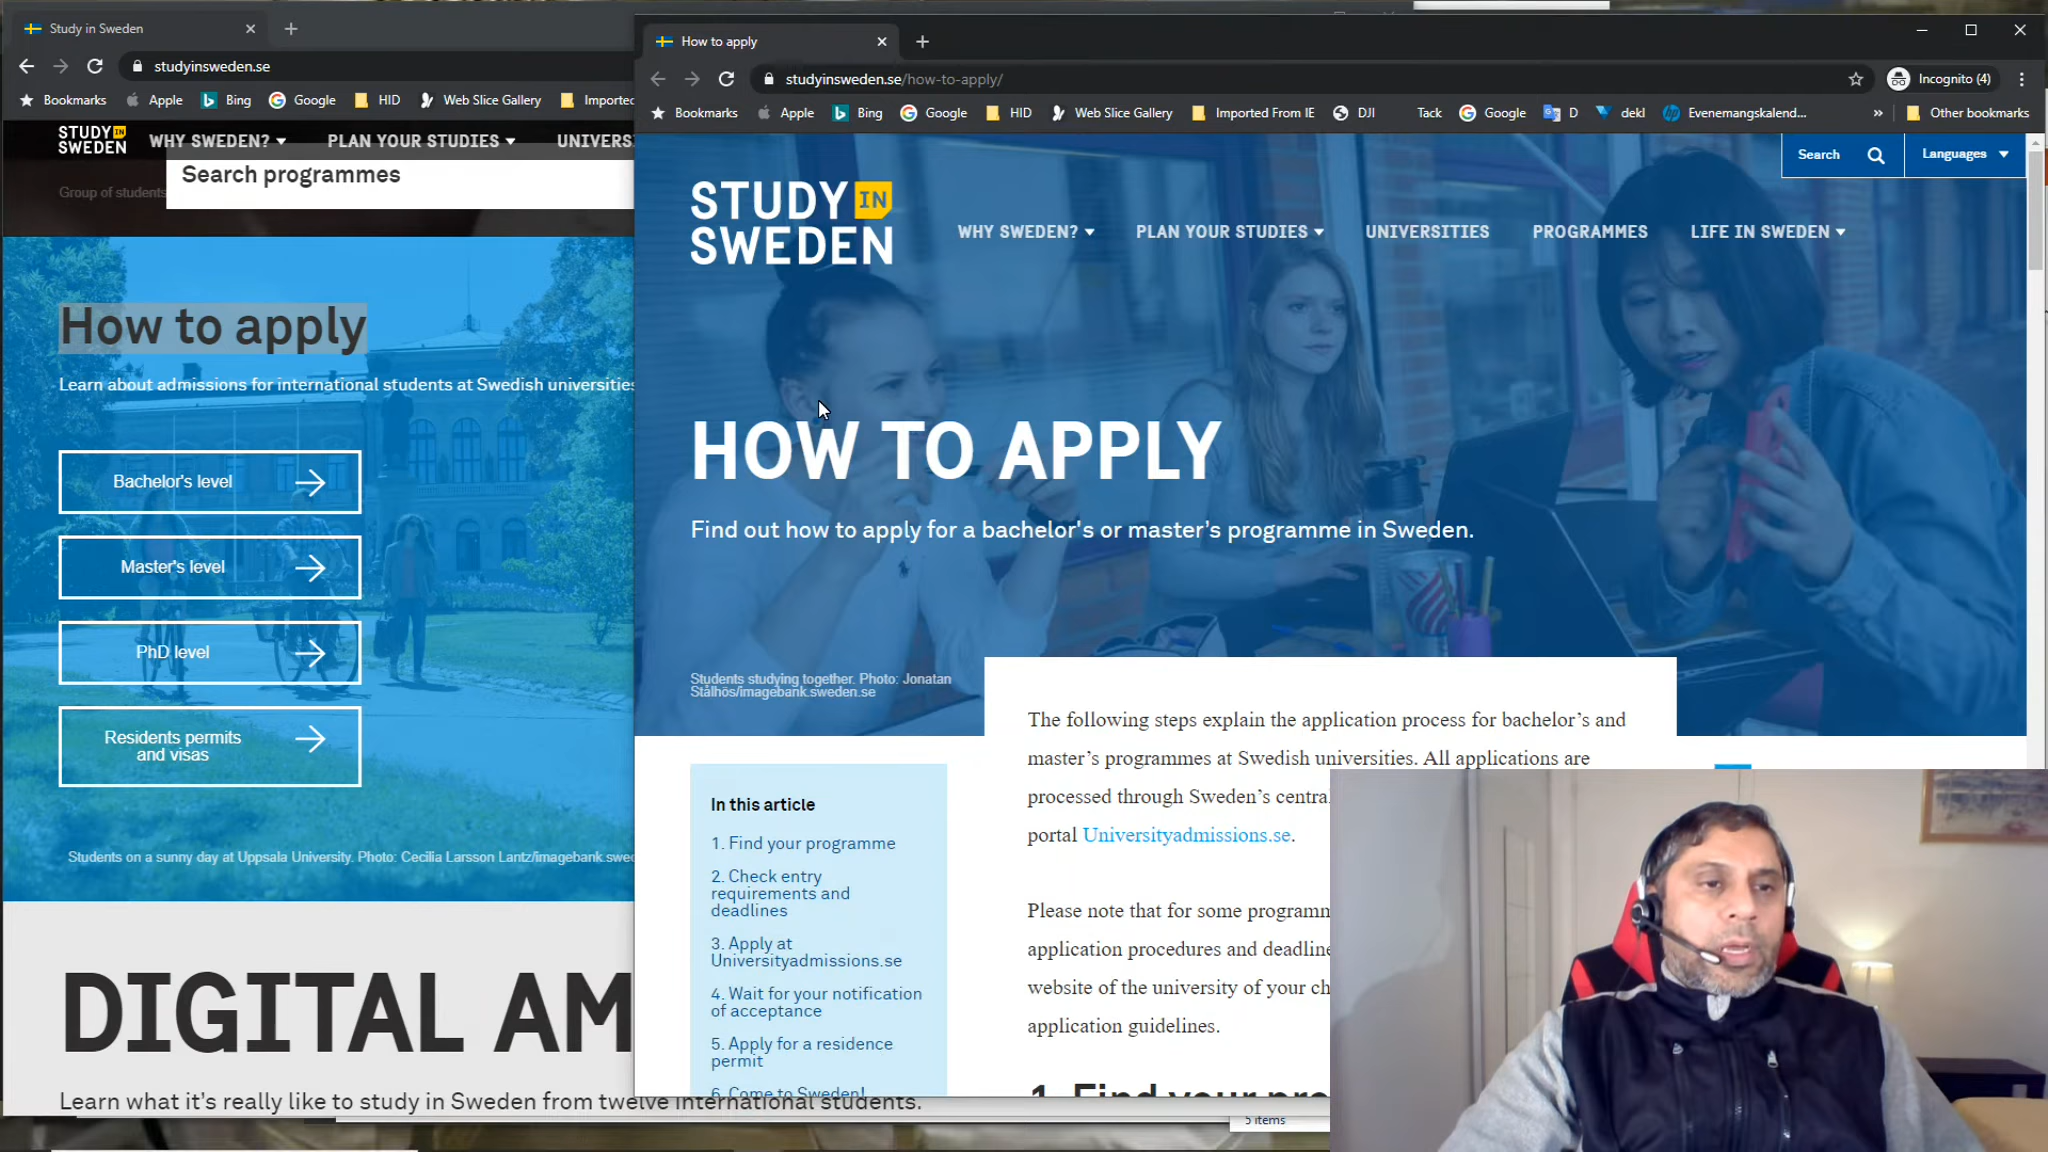 Study in Sweden
studyinsweden.se
Bookmarks Apple Bing Google HID Web Slice Gallery
STUDY IN
SWEDEN
WHY SWEDEN? PLAN YOUR STUDIES
Group of students
Search programmes
How to apply
Learn about admissions for international students at Swedish universities
Bachelor's level
Master's level
PhD level
Residents permits
and visas
Students on a sunny day at Uppsala University. Photo: Cecilia Larsson Lantz/imagebank.swe
DIGITAL AM
Learn what it's really like to study in Sweden from twelve international students.
How to apply
studyinsweden.se/how-to-apply/
Incognito (4)
Bookmarks Apple Bing Google HID Web Slice Gallery Imported From IE DJI Tack Google D dekl Evenemangskalend... » Other bookmarks
Search Languages
STUDY IN
SWEDEN
WHY SWEDEN? PLAN YOUR STUDIES UNIVERSITIES PROGRAMMES LIFE IN SWEDEN
HOW TO APPLY
Find out how to apply for a bachelor's or master's programme in Sweden.
Students studying together. Photo: Jonatan
Stålhös/imagebank.sweden.se
The following steps explain the application process for bachelor's and
master's programmes at Swedish universities. All applications are
processed through Sweden's centra
portal Universityadmissions.se.
Please note that for some programm
application procedures and deadline
website of the university of your ch
application guidelines.
In this article
1. Find your programme
2. Check entry
requirements and
deadlines
3. Apply at
Universityadmissions.se
4. Wait for your notification
of acceptance
5. Apply for a residence
permit
6. Come to Sweden!
1. Find your pr
5 items